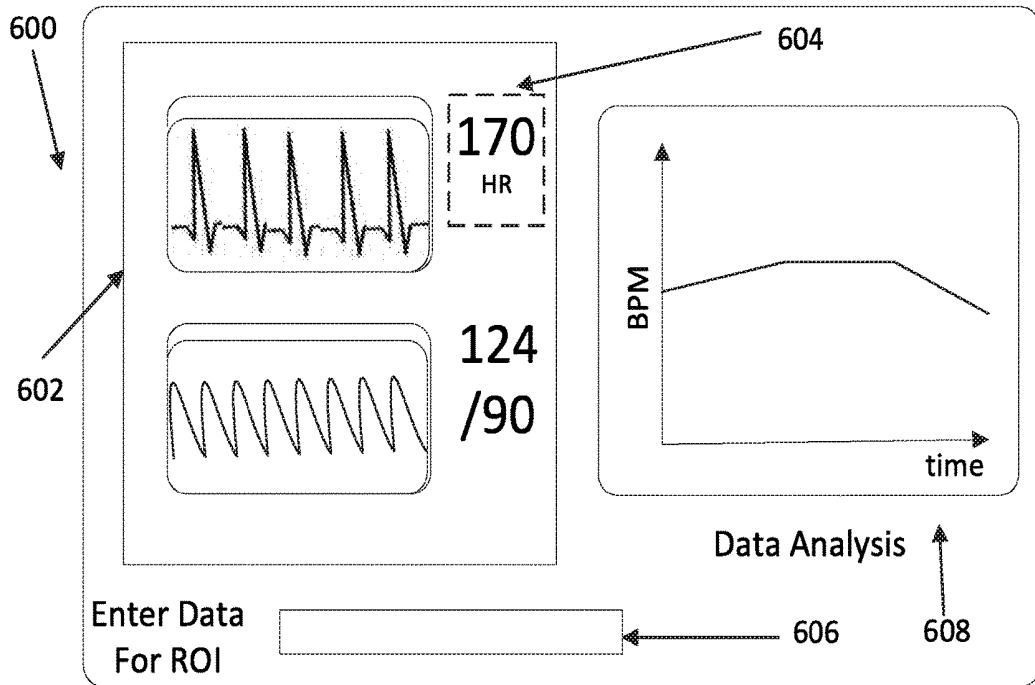 600
604
170
HR
BPM
602
124
/90
time
Data Analysis
Enter Data
For ROI
606
608